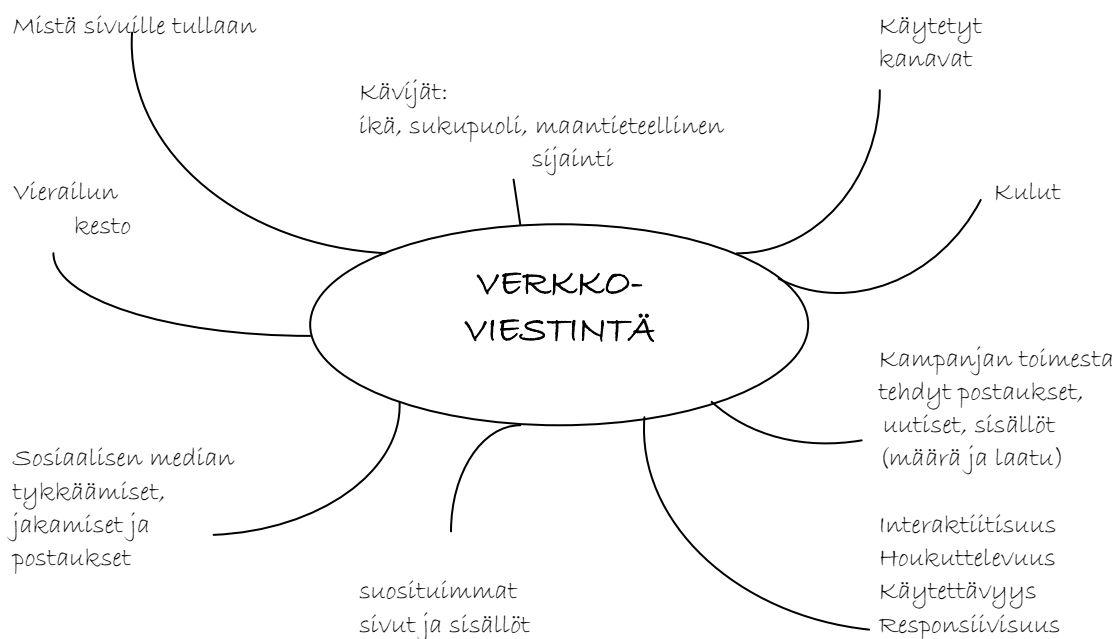 Mistä sivuille tullaan
Käytetyt
kanavat
Kävijät:
ikä, sukupuoli, maantieteellinen
sijainti
Vierailun
kesto
Kulut
VERKKO-
VIESTINTÄ
Kampanjan toimesta
tehdyt postaukset,
uutiset, sisällöt
(määrä ja laatu)
Sosiaalisen median
tykkäämiset,
jakamiset ja
postaukset
suosituimmat
sivut ja sisällöt
Interaktiitisuus
Houkuttelevuus
Käytettävyys
Responsiivisuus